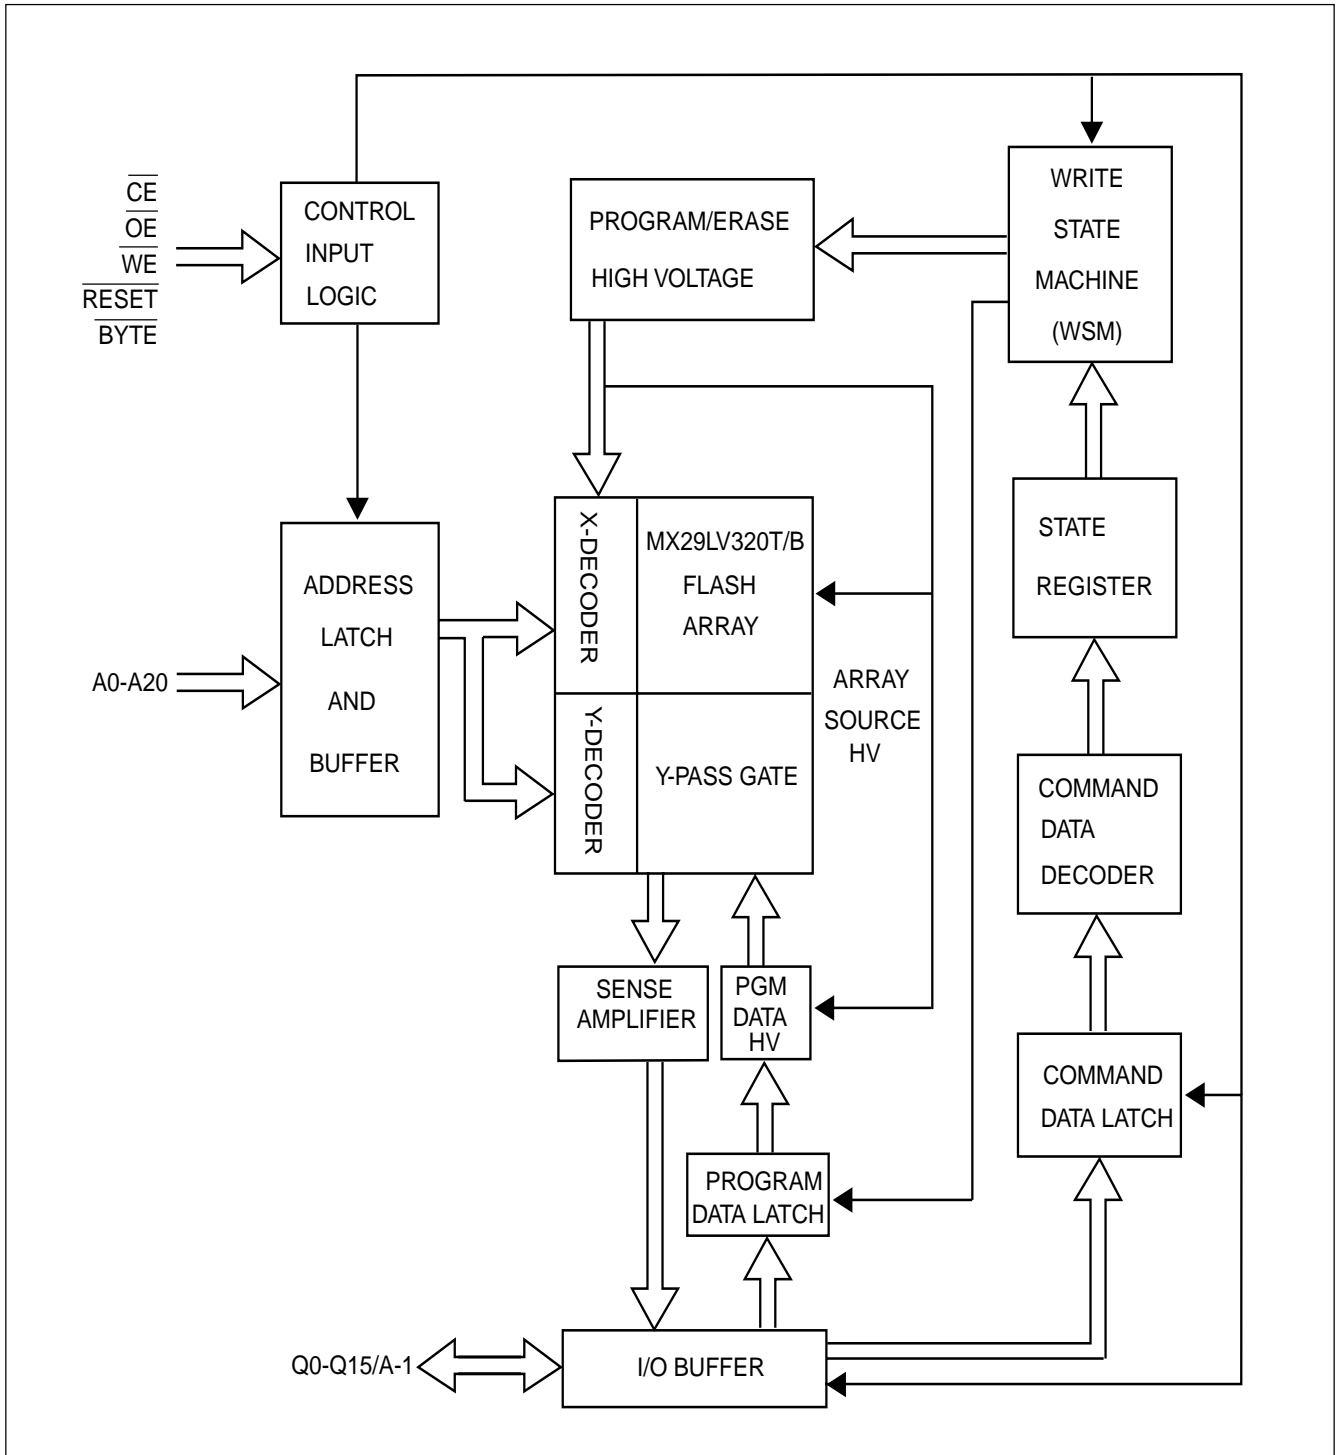 CE
OE
WE
RESET
BYTE
CONTROL
INPUT
LOGIC
PROGRAM/ERASE
HIGH VOLTAGE
WRITE
STATE
MACHINE
(WSM)
STATE
REGISTER
ADDRESS
LATCH
AND
BUFFER
A0-A20
X-DECODER
MX29LV320T/B
FLASH
ARRAY
Y-DECODER
Y-PASS GATE
ARRAY
SOURCE
HV
COMMAND
DATA
DECODER
SENSE
AMPLIFIER
PGM
DATA
HV
COMMAND
DATA LATCH
PROGRAM
DATA LATCH
Q0-Q15/A-1
I/O BUFFER